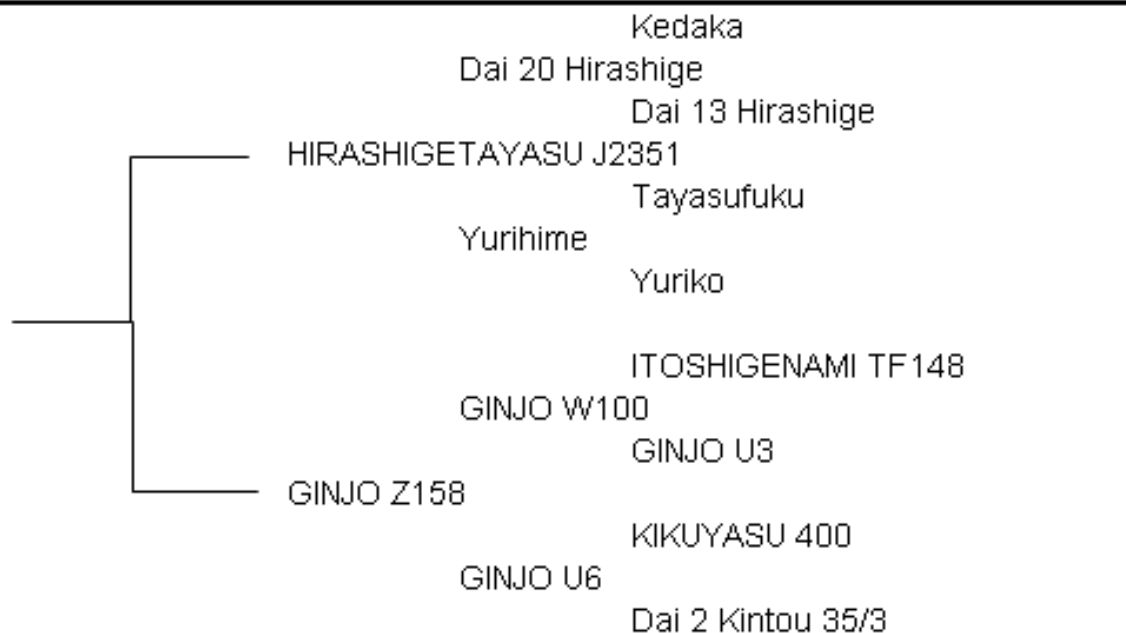 Kedaka
Dai 20 Hirashige
Dai 13 Hirashige
HIRASHIGETAYASU J2351
Tayasufuku
Yurihime
Yuriko
ITOSHIGENAMI TF148
GINJO W100
GINJO U3
GINJO Z158
KIKUYASU 400
GINJO U6
Dai 2 Kintou 35/3